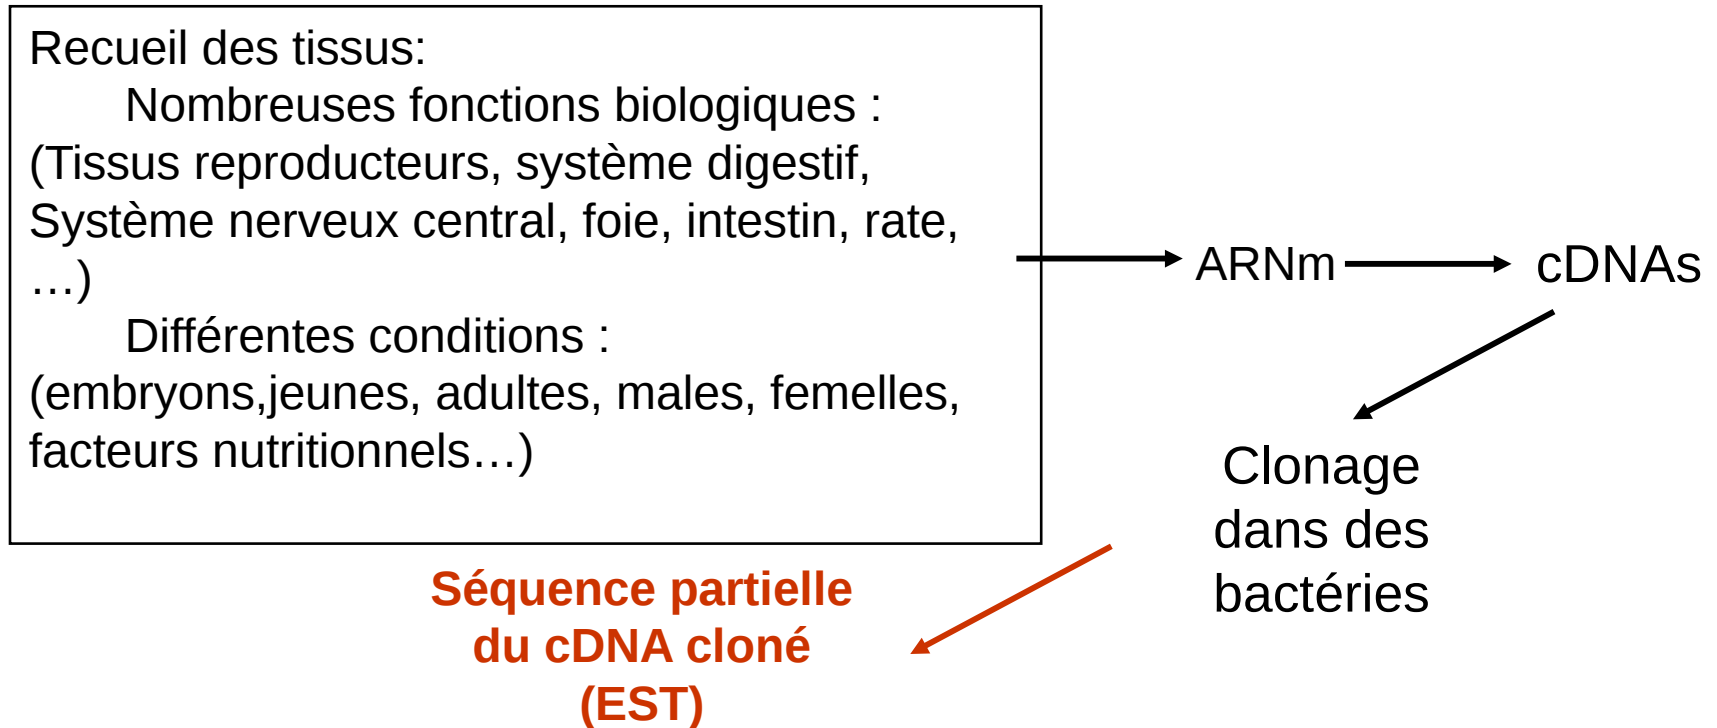 Recueil des tissus:
Nombreuses fonctions biologiques :
(Tissus reproducteurs, système digestif,
Système nerveux central, foie, intestin, rate,
…)
Différentes conditions :
(embryons,jeunes, adultes, males, femelles,
facteurs nutritionnels…)
ARNm
cDNAs
Clonage
dans des
bactéries
Séquence partielle
du cDNA cloné
(EST)